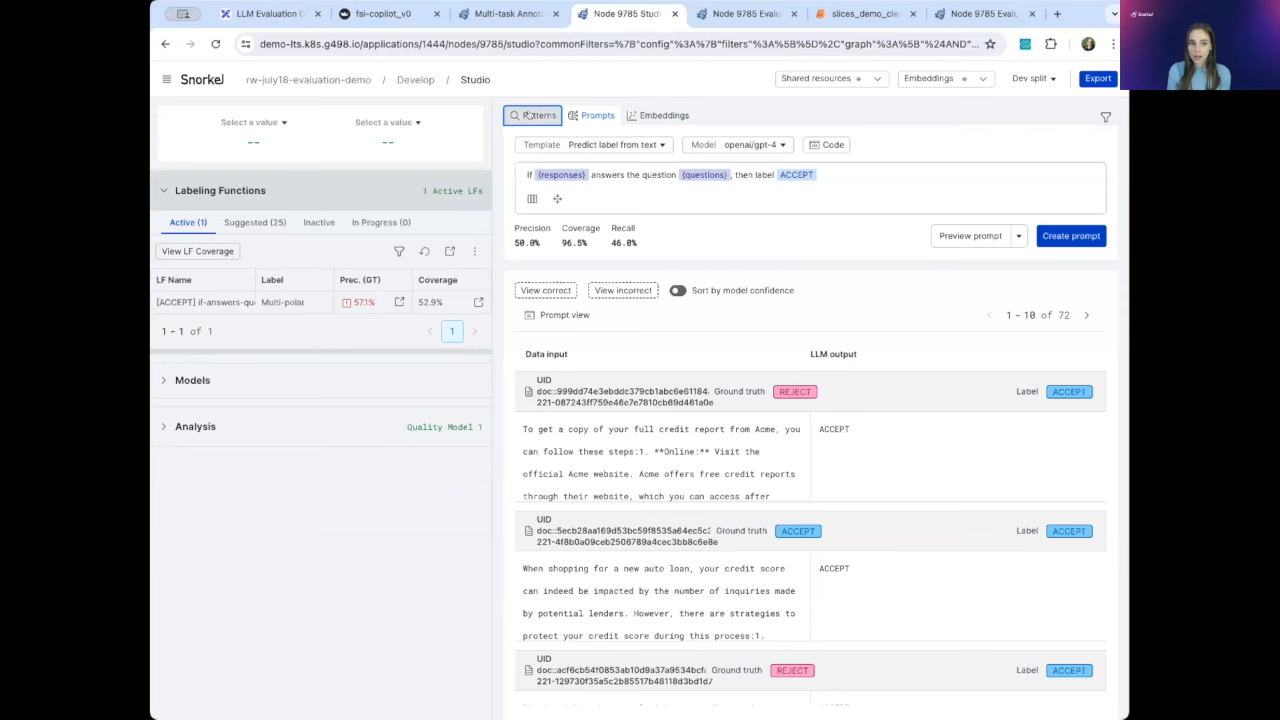 LLM Evaluation C
fsi-copilot_v0
Multi-task Annot
Node 9785 Stud
Node 9785 Evalu
slices_demo_cle
Node 9785 Evalu
demo-lts.k8s.g498.io/applications/1444/nodes/9785/studio?commonFilters=%7B"config"%3A%7B"filters"%3A%5B%5D%2C"graph"%3A%5B"%24AND"...
Snorkel
Snorkel
rw-july18-evaluation-demo / Develop / Studio
Shared resources
Embeddings
Dev split
Export
Select a value
Select a value
--
--
Patterns
Prompts
Embeddings
Template Predict label from text
Model openai/gpt-4
Code
If {responses} answers the question {questions}, then label ACCEPT
Labeling Functions
1 Active LFs
Active (1)
Suggested (25)
Inactive
In Progress (0)
View LF Coverage
LF Name
Label
Prec. (GT)
Coverage
[ACCEPT] if-answers-que
Multi-polar
57.1%
52.9%
1 - 1 of 1
1
Models
Analysis
Quality Model 1
Precision
Coverage
Recall
50.0%
96.5%
46.0%
Preview prompt
Create prompt
View correct
View incorrect
Sort by model confidence
Prompt view
1 - 10 of 72
Data input
LLM output
UID
Ground truth
REJECT
Label ACCEPT
221-087243ff759e46e7e7810cb69d461a0e
To get a copy of your full credit report from Acme, you
ACCEPT
can follow these steps:1. **Online:** Visit the
official Acme website. Acme offers free credit reports
through their website, which you can access after
UID
Ground truth
ACCEPT
Label ACCEPT
221-4f8b0a09ceb2506789a4cec3bb8c6e8e
When shopping for a new auto loan, your credit score
ACCEPT
can indeed be impacted by the number of inquiries made
by potential lenders. However, there are strategies to
protect your credit score during this process:1.
UID
Ground truth
REJECT
Label ACCEPT
221-129730f35a5c2b85517b48118d3bd1d7